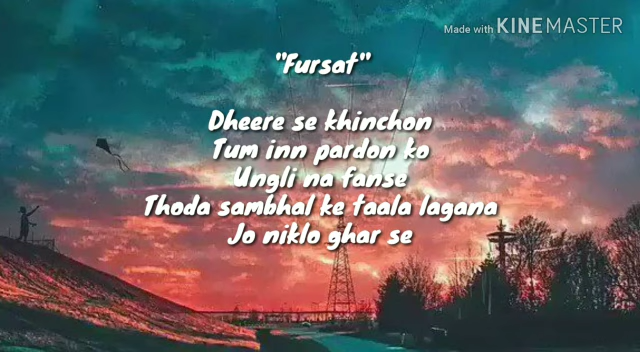 Made with KINEMASTER
"Fursat"
Dheere se khinchon
Tum inn pardon ko
Ungli na fanse
Thoda sambhal ke taala lagana
Jo niklo ghar se